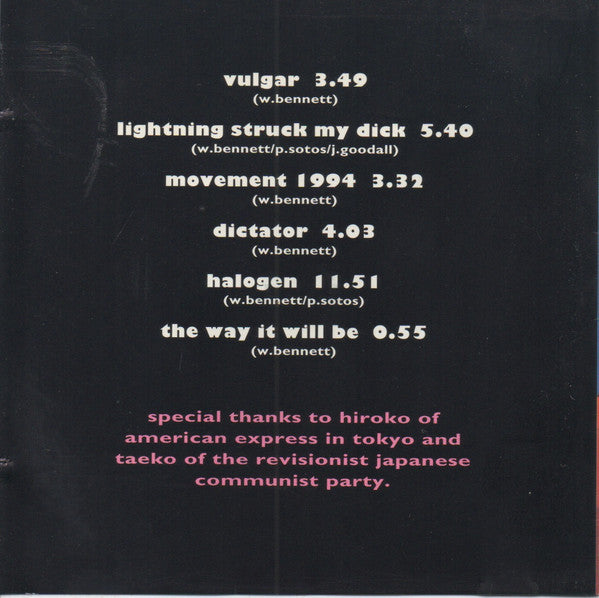 vulgar 3.49
(w.bennett)
lightning struck my dick 5.40
(w.bennett/p.sotos/j.goodall)
movement 1994 3.32
(w.bennett)
dictator 4.03
(w.bennett)
halogen 11.51
(w.bennett/p.sotos)
the way it will be 0.55
(w.bennett)
special thanks to hiroko of
american express in tokyo and
taeko of the revisionist japanese
communist party.